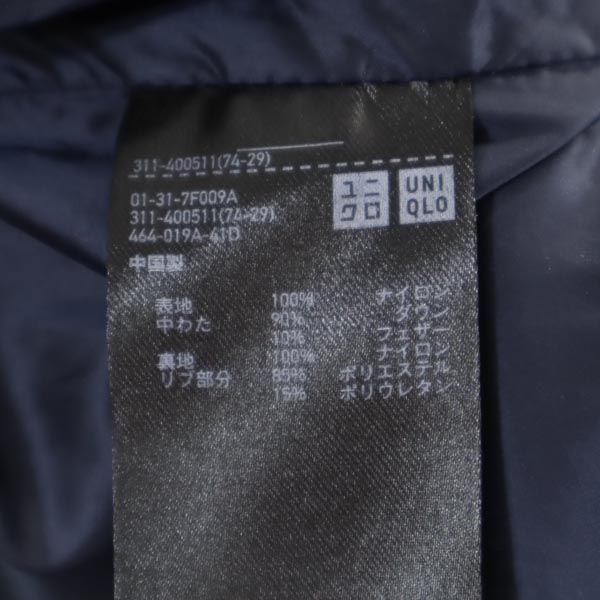 311-400511(74-29)
01-31-7F009A
311-400511(74-29)
464-019A-41D
中国製
ユニ
クロ
UNI
QLO
表地 100% ナイロン
中わた 90% ダウン
10% フェザー
裏地 100% ナイロン
リブ部分 85% ポリエステル
15% ポリウレタン